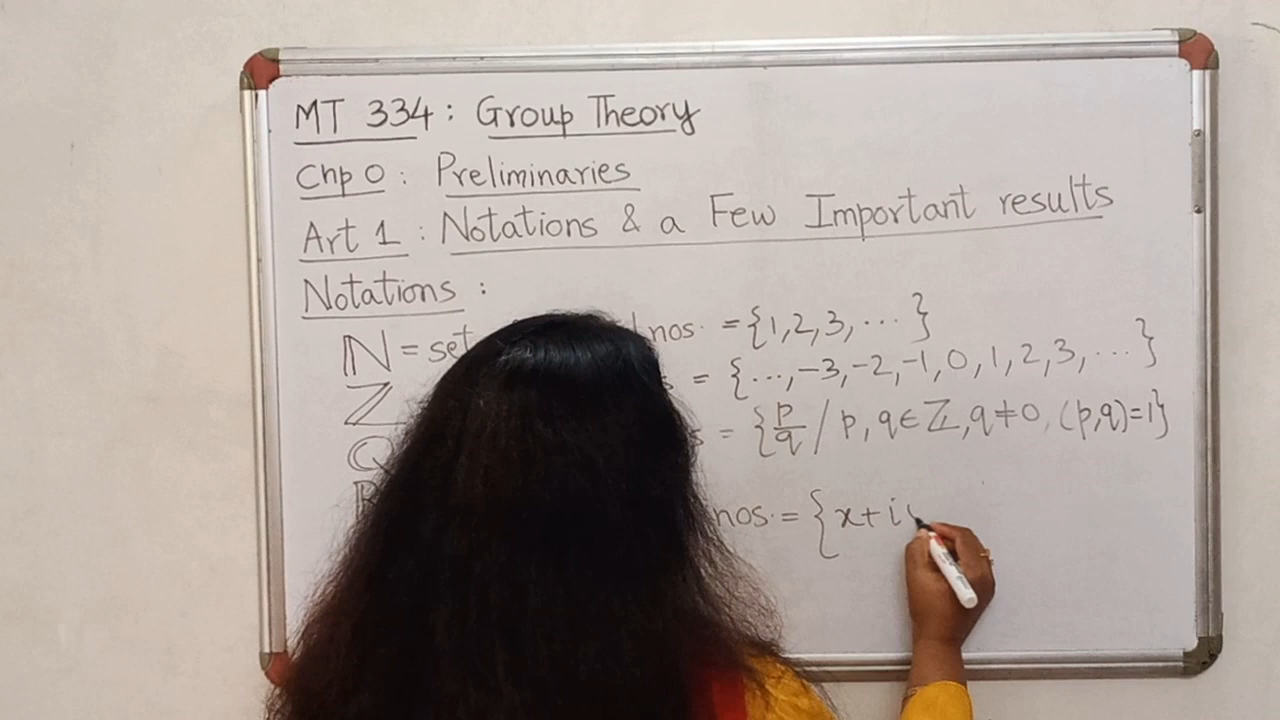 MT 334 : Group Theory
Chp 0 : Preliminaries
Art 1 : Notations & a Few Important results
Notations :
ℕ = set nos. = {1,2,3, ... }
ℤ = {...,-3,-2,-1,0,1,2,3,...}
ℚ = {p/q / p,q∈ℤ,q≠0, (p,q)=1}
ℝ
nos. = {x+i